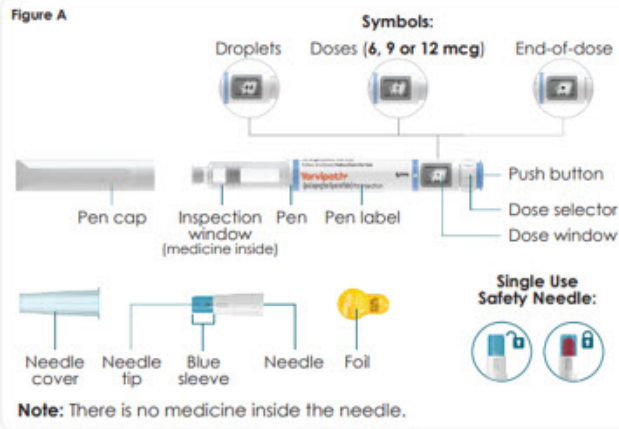 Figure A
Symbols:
Droplets
Doses (6, 9 or 12 mcg)
End-of-dose
Yorvipath
Push button
Dose selector
Dose window
Pen cap
Inspection window
(medicine inside)
Pen
Pen label
Single Use
Safety Needle:
Needle
cover
Needle
tip
Blue
sleeve
Needle
Foil
Note: There is no medicine inside the needle.